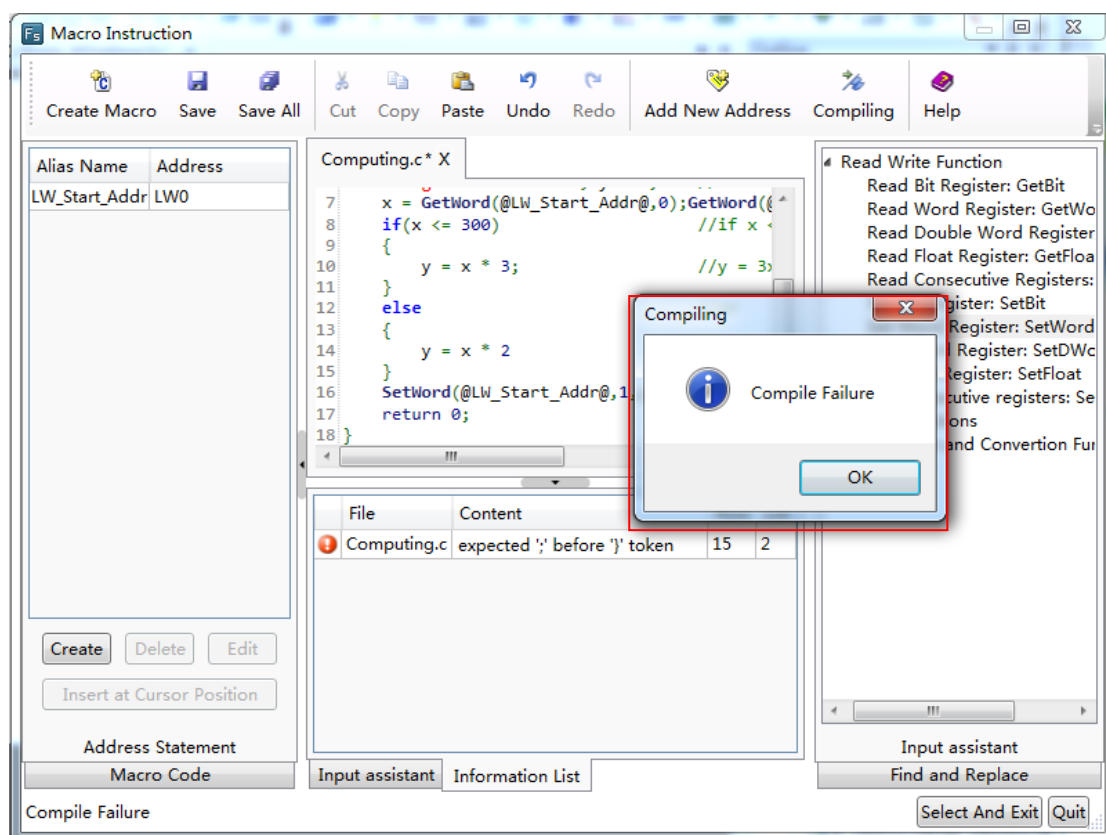 Fs Macro Instruction
Create Macro Save Save All Cut Copy Paste Undo Redo Add New Address Compiling Help
Alias Name Address
LW_Start_Addr LW0
Computing.c* X
7 x = GetWord(@LW_Start_Addr@,0);GetWord(
8 if(x <= 300) //if x <
9 {
10 y = x * 3; //y = 3x
11 }
12 else
13 {
14 y = x * 2
15 }
16 SetWord(@LW_Start_Addr@,1
17 return 0;
18 }
Read Write Function
Read Bit Register: GetBit
Read Word Register: GetWo
Read Double Word Register
Read Float Register: GetFloa
Read Consecutive Registers:
gister: SetBit
Register: SetWord
Register: SetDWo
Register: SetFloat
cutive registers: Se
ons
and Convertion Fun
Compiling
Compile Failure
OK
File Content
Computing.c expected ';' before '}' token 15 2
Create Delete Edit
Insert at Cursor Position
Address Statement
Macro Code
Input assistant Information List
Input assistant
Find and Replace
Compile Failure
Select And Exit Quit